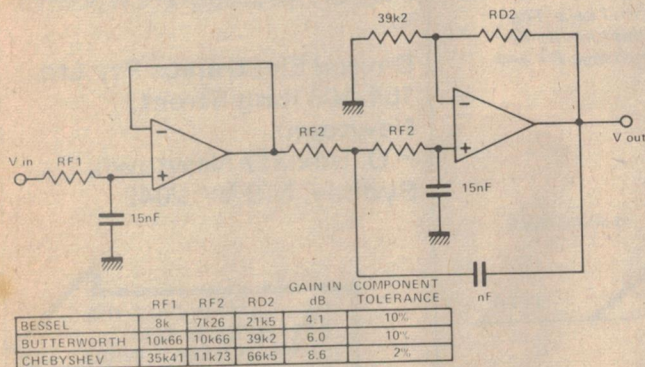 39k2
RD2
RF2
RF2
V in
RF1
V out
15nF
15nF
nF
RF1 RF2 RD2 GAIN IN dB COMPONENT TOLERANCE
BESSEL 8k 7k26 21k5 4.1 10%
BUTTERWORTH 10k66 10k66 39k2 6.0 10%
CHEBYSHEV 35k41 11k73 66k5 8.6 2%